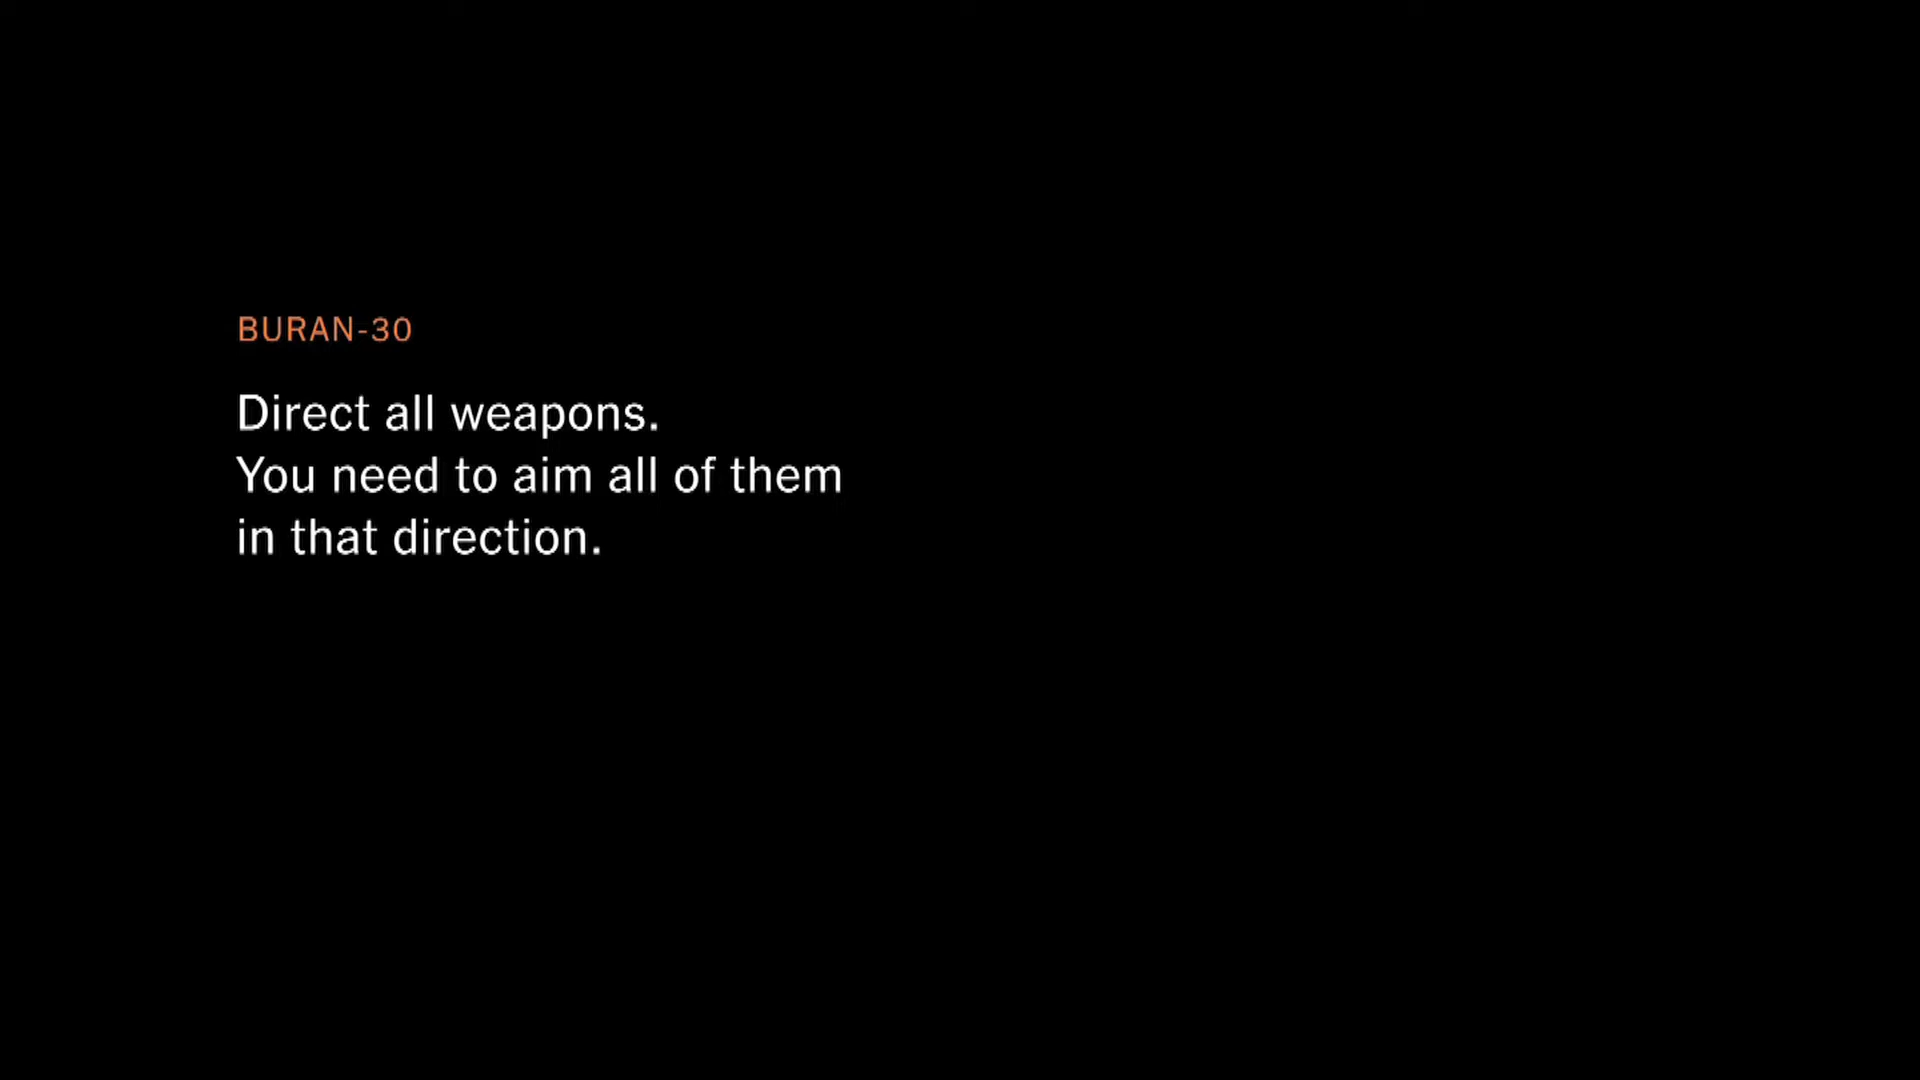 BURAN-30
Direct all weapons.
You need to aim all of them
in that direction.